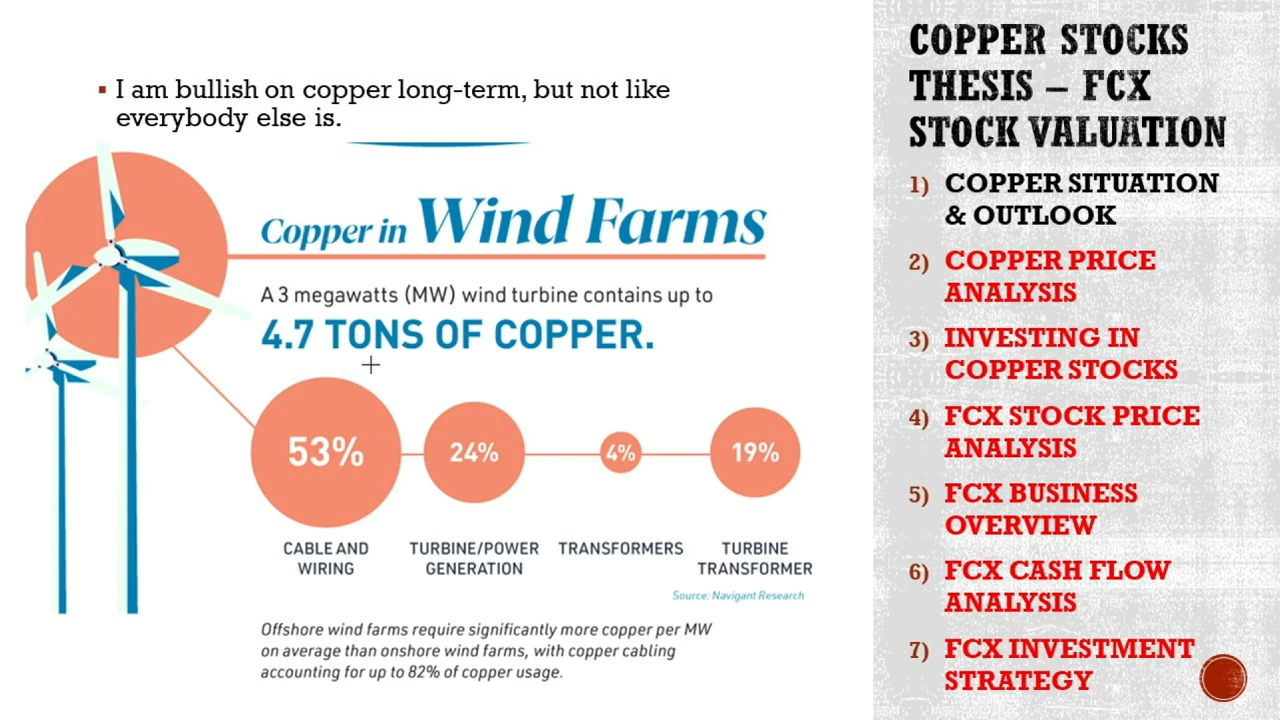 ▪ I am bullish on copper long-term, but not like
everybody else is.
Copper in Wind Farms
A 3 megawatts (MW) wind turbine contains up to
4.7 TONS OF COPPER.
53%
24%
4%
19%
CABLE AND
WIRING
TURBINE/POWER
GENERATION
TRANSFORMERS
TURBINE
TRANSFORMER
Source: Navigant Research
Offshore wind farms require significantly more copper per MW
on average than onshore wind farms, with copper cabling
accounting for up to 82% of copper usage.
COPPER STOCKS
THESIS – FCX
STOCK VALUATION
1) COPPER SITUATION
& OUTLOOK
2) COPPER PRICE
ANALYSIS
3) INVESTING IN
COPPER STOCKS
4) FCX STOCK PRICE
ANALYSIS
5) FCX BUSINESS
OVERVIEW
6) FCX CASH FLOW
ANALYSIS
7) FCX INVESTMENT
STRATEGY